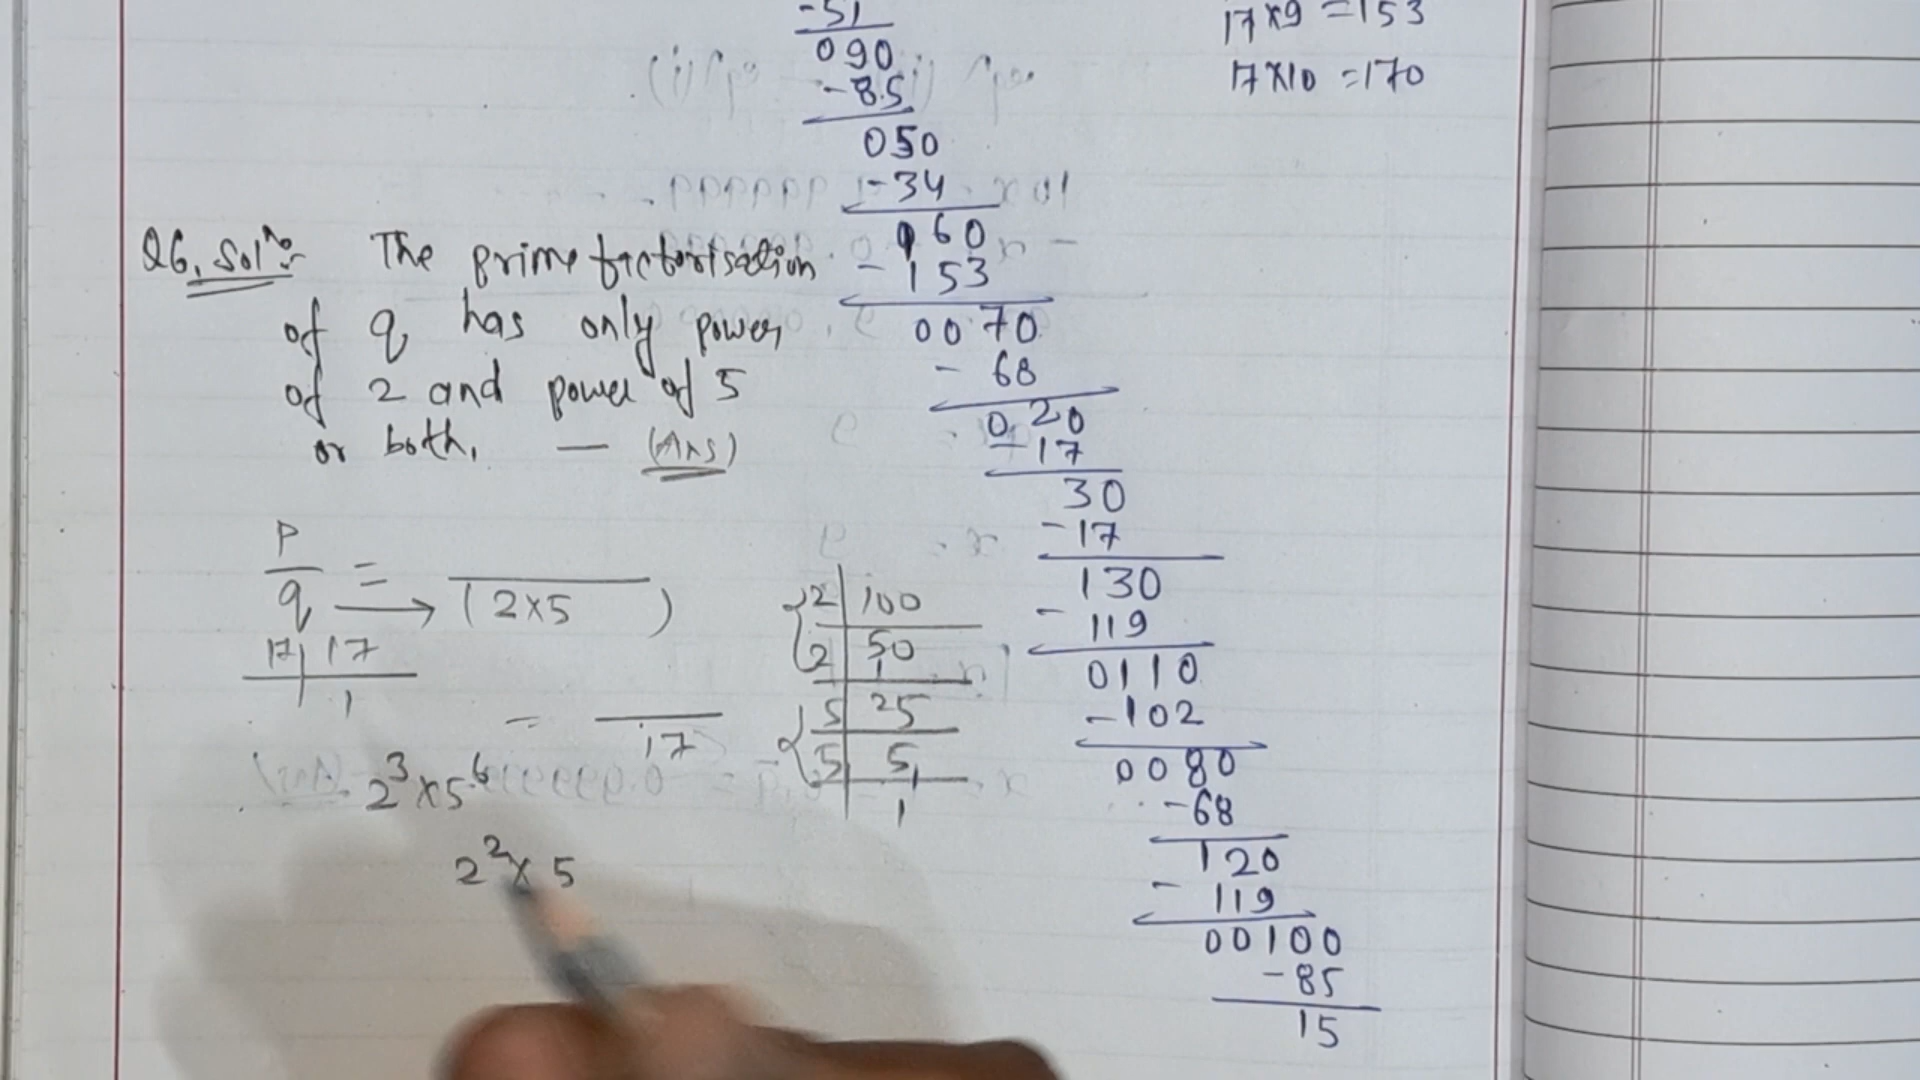 -51
090
-85
050
-34
160
-153
0070
-68
020
-17
30
-17
130
-119
0110
-102
0080
-68
120
-119
00100
-85
15
17×9 =153
17×10 =170
Q6. Solⁿ:- The prime factorisation
of q has only power
of 2 and power of 5
or both. — (Ans)
p
q = → (2×5 )
17 | 17
1
= 17
2³×5⁶
2²× 5
2 | 100
2 | 50
5 | 25
5 | 5
1